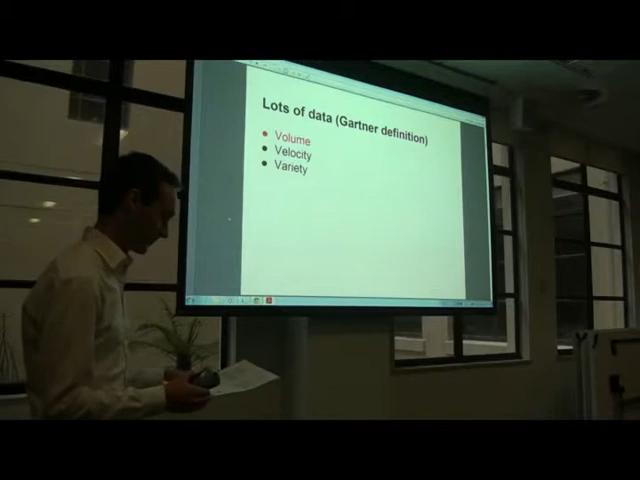 Lots of data (Gartner definition)
Volume
Velocity
Variety